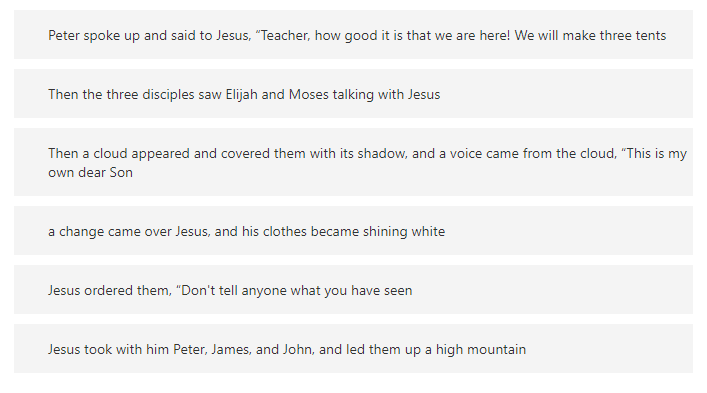 Peter spoke up and said to Jesus, “Teacher, how good it is that we are here! We will make three tents
Then the three disciples saw Elijah and Moses talking with Jesus
Then a cloud appeared and covered them with its shadow, and a voice came from the cloud, “This is my
own dear Son
a change came over Jesus, and his clothes became shining white
Jesus ordered them, “Don’t tell anyone what you have seen
Jesus took with him Peter, James, and John, and led them up a high mountain